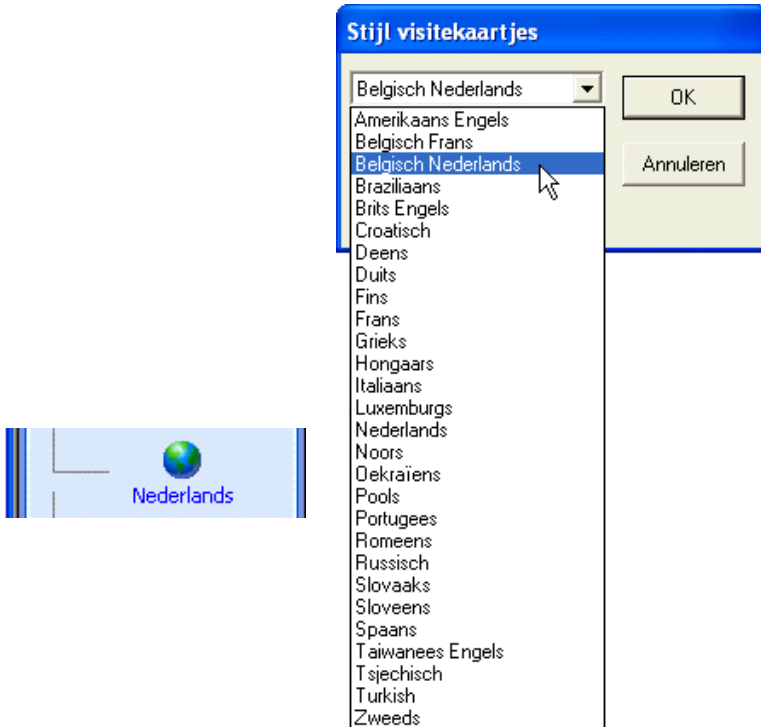 Stijl visitekaartjes
Belgisch Nederlands
OK
Amerikaans Engels
Belgisch Frans
Belgisch Nederlands
Annuleren
Braziliaans
Brits Engels
Croatisch
Deens
Duits
Fins
Frans
Grieks
Hongaars
Italiaans
Luxemburgs
Nederlands
Noors
Oekraïens
Pools
Portugees
Romeens
Russisch
Slovaaks
Sloveens
Spaans
Taiwanees Engels
Tsjechisch
Turkish
Zweeds
Nederlands